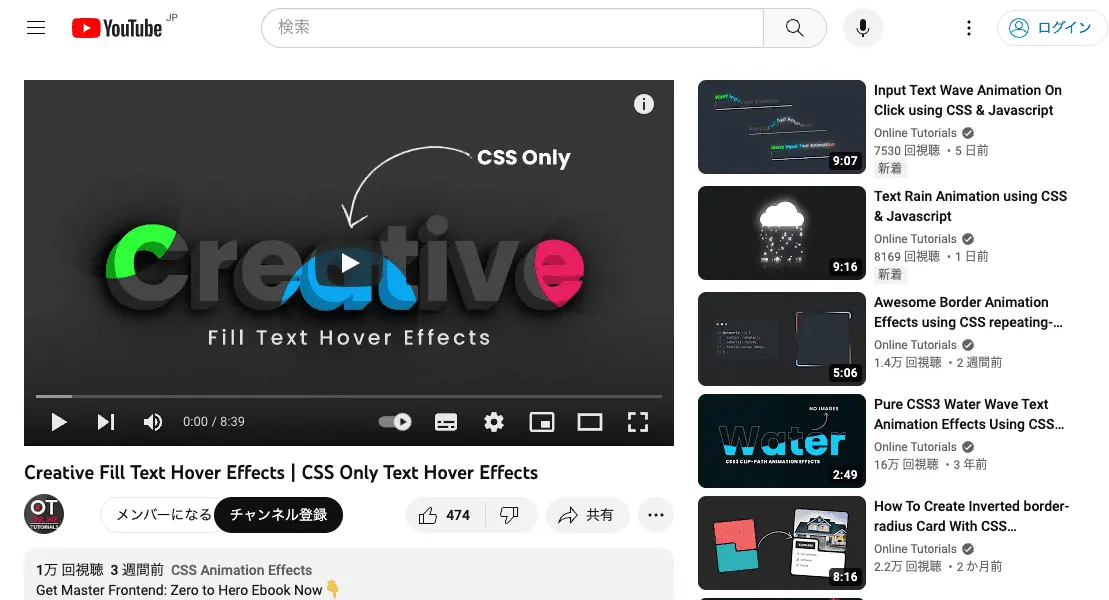 YouTube JP
検索
ログイン
i
CSS Only
Creative
Fill Text Hover Effects
0:00 / 8:39
Creative Fill Text Hover Effects | CSS Only Text Hover Effects
OT
ONLINE
TUTORIALS
メンバーになる
チャンネル登録
474
共有
1万 回視聴 3 週間前 CSS Animation Effects
Get Master Frontend: Zero to Hero Ebook Now👇
9:07
Input Text Wave Animation On
Click using CSS & Javascript
Online Tutorials
7530 回視聴 ・5 日前
新着
9:16
Text Rain Animation using CSS
& Javascript
Online Tutorials
8169 回視聴 ・1 日前
新着
5:06
Awesome Border Animation
Effects using CSS repeating-...
Online Tutorials
1.4万 回視聴 ・2 週間前
NO IMAGES
Water
CSS3 CLIP-PATH ANIMATION EFFECTS
2:49
Pure CSS3 Water Wave Text
Animation Effects Using CSS...
Online Tutorials
16万 回視聴 ・3 年前
8:16
How To Create Inverted border-
radius Card With CSS...
Online Tutorials
2.2万 回視聴 ・2 か月前